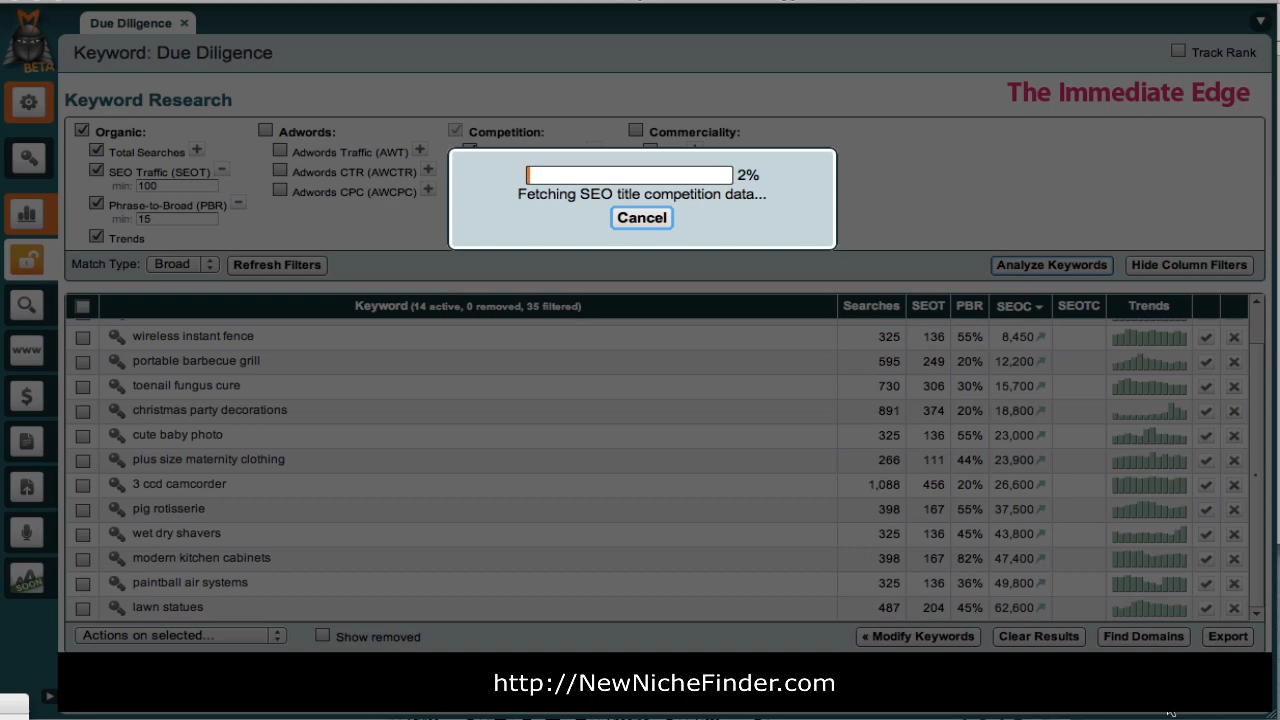 Due Diligence ×
BETA
Keyword: Due Diligence
Track Rank
Keyword Research
The Immediate Edge
Organic:
Total Searches
SEO Traffic (SEOT)
min: 100
Phrase-to-Broad (PBR)
min: 15
Trends
Adwords:
Adwords Traffic (AWT)
Adwords CTR (AWCTR)
Adwords CPC (AWCPC)
Competition:
Commerciality:
2%
Fetching SEO title competition data...
Cancel
Match Type: Broad Refresh Filters Analyze Keywords Hide Column Filters
Keyword (14 active, 0 removed, 35 filtered) Searches SEOT PBR SEOC SEOTC Trends
wireless instant fence 325 136 55% 8,450
portable barbecue grill 595 249 20% 12,200
toenail fungus cure 730 306 30% 15,700
christmas party decorations 891 374 20% 18,800
cute baby photo 325 136 55% 23,000
plus size maternity clothing 266 111 44% 23,900
3 ccd camcorder 1,088 456 20% 26,600
pig rotisserie 398 167 55% 37,500
wet dry shavers 325 136 45% 43,800
modern kitchen cabinets 398 167 82% 47,400
paintball air systems 325 136 36% 49,800
lawn statues 487 204 45% 62,600
WWW
$
SOON
Actions on selected... Show removed « Modify Keywords Clear Results Find Domains Export
http://NewNicheFinder.com